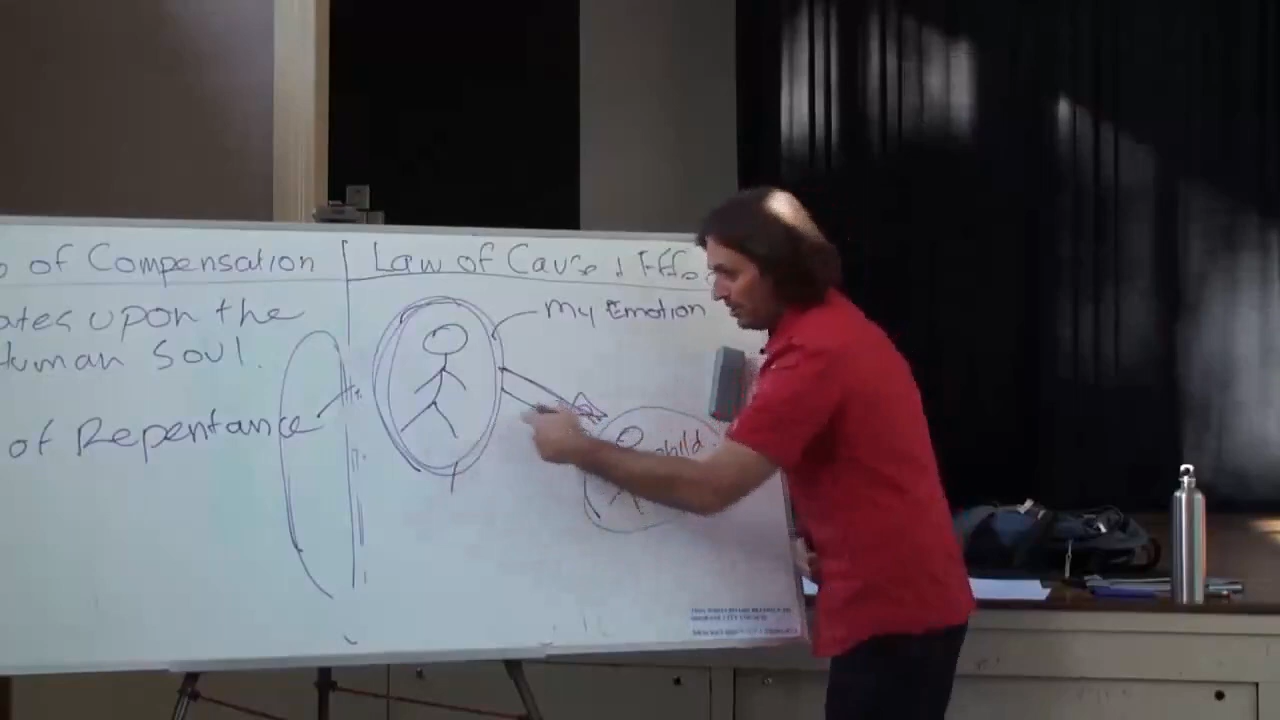 of Compensation
Law of Cause & Effe
ates upon the
Human Soul.
of Repentance
My Emotion
child